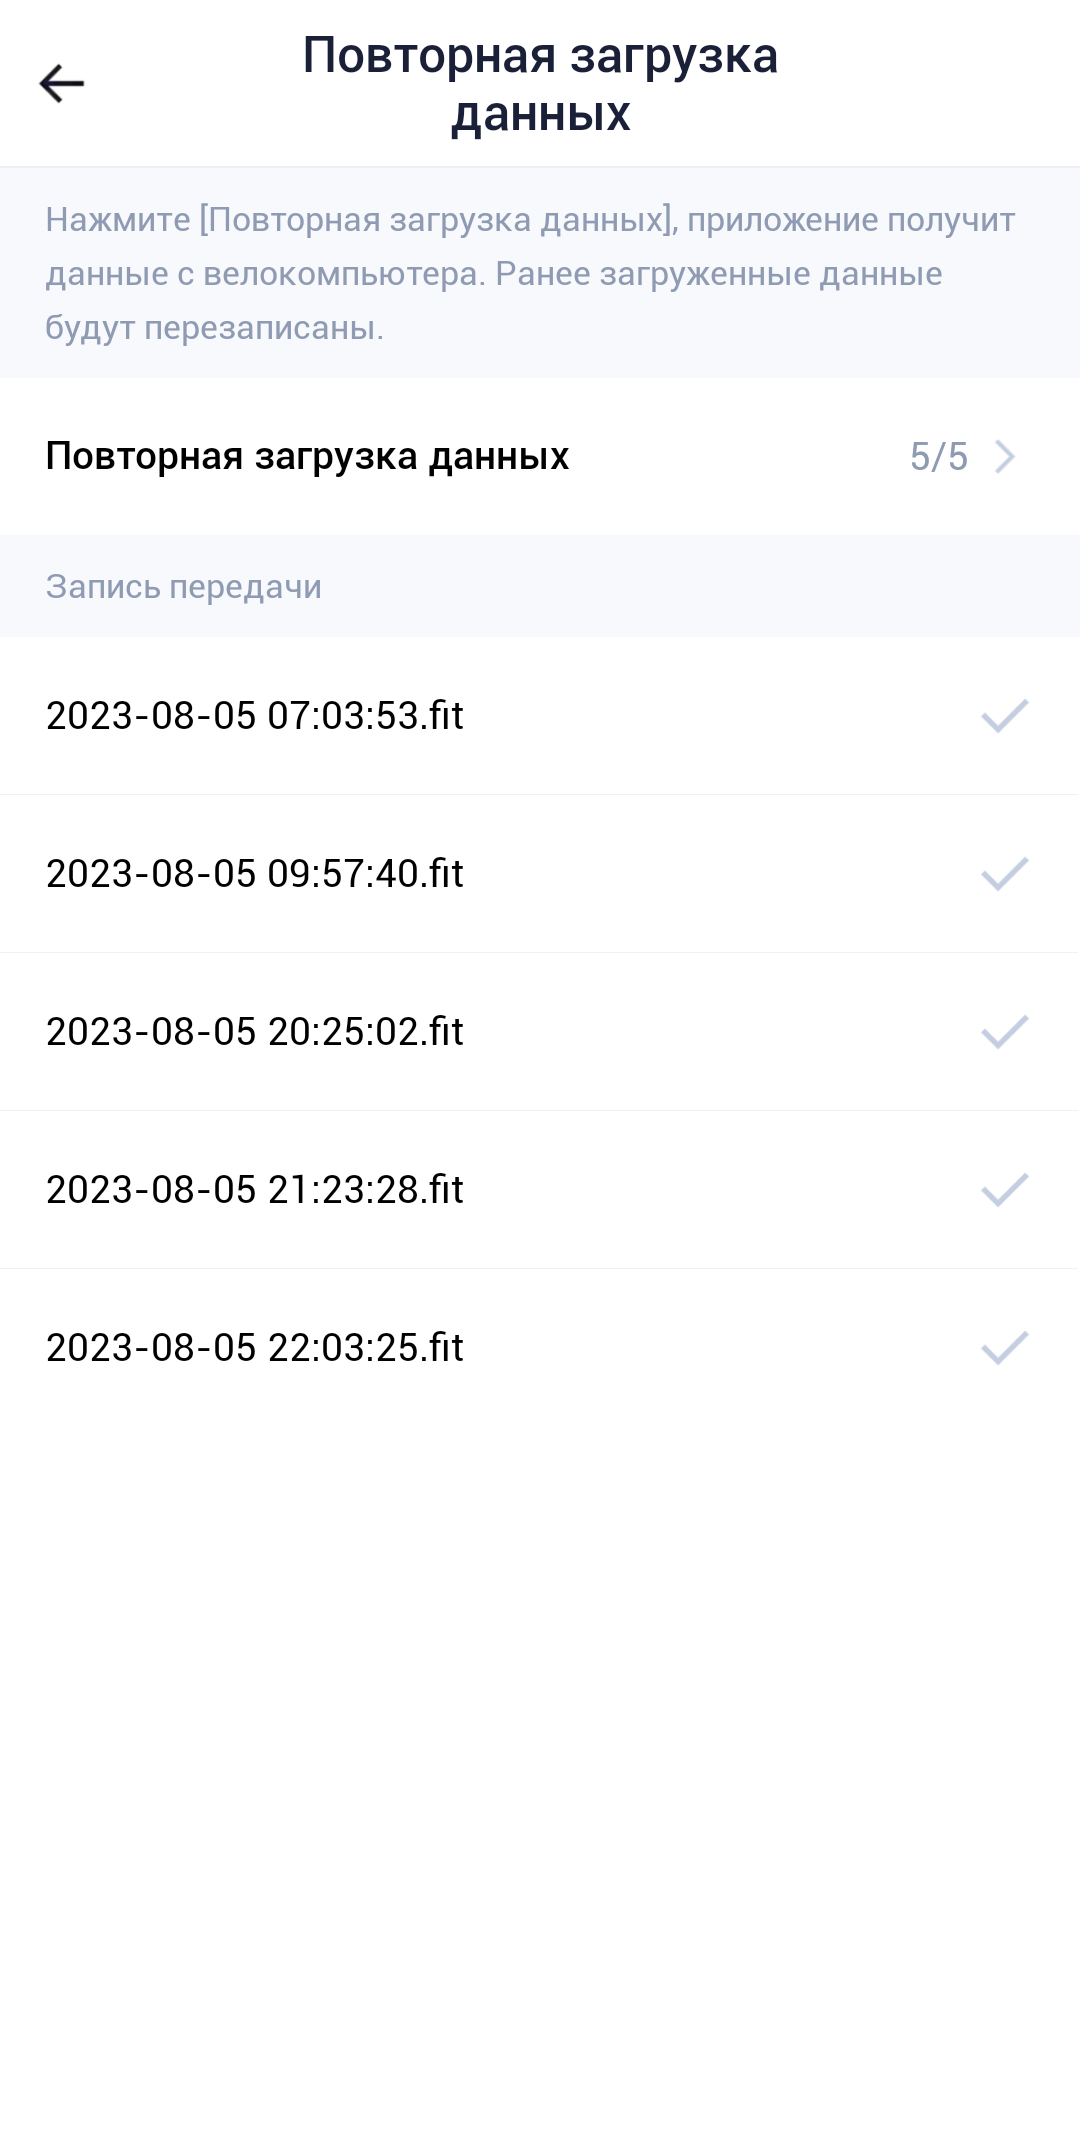 Повторная загрузка
данных
Нажмите [Повторная загрузка данных], приложение получит
данные с велокомпьютера. Ранее загруженные данные
будут перезаписаны.
Повторная загрузка данных 5/5
Запись передачи
2023-08-05 07:03:53.fit
2023-08-05 09:57:40.fit
2023-08-05 20:25:02.fit
2023-08-05 21:23:28.fit
2023-08-05 22:03:25.fit